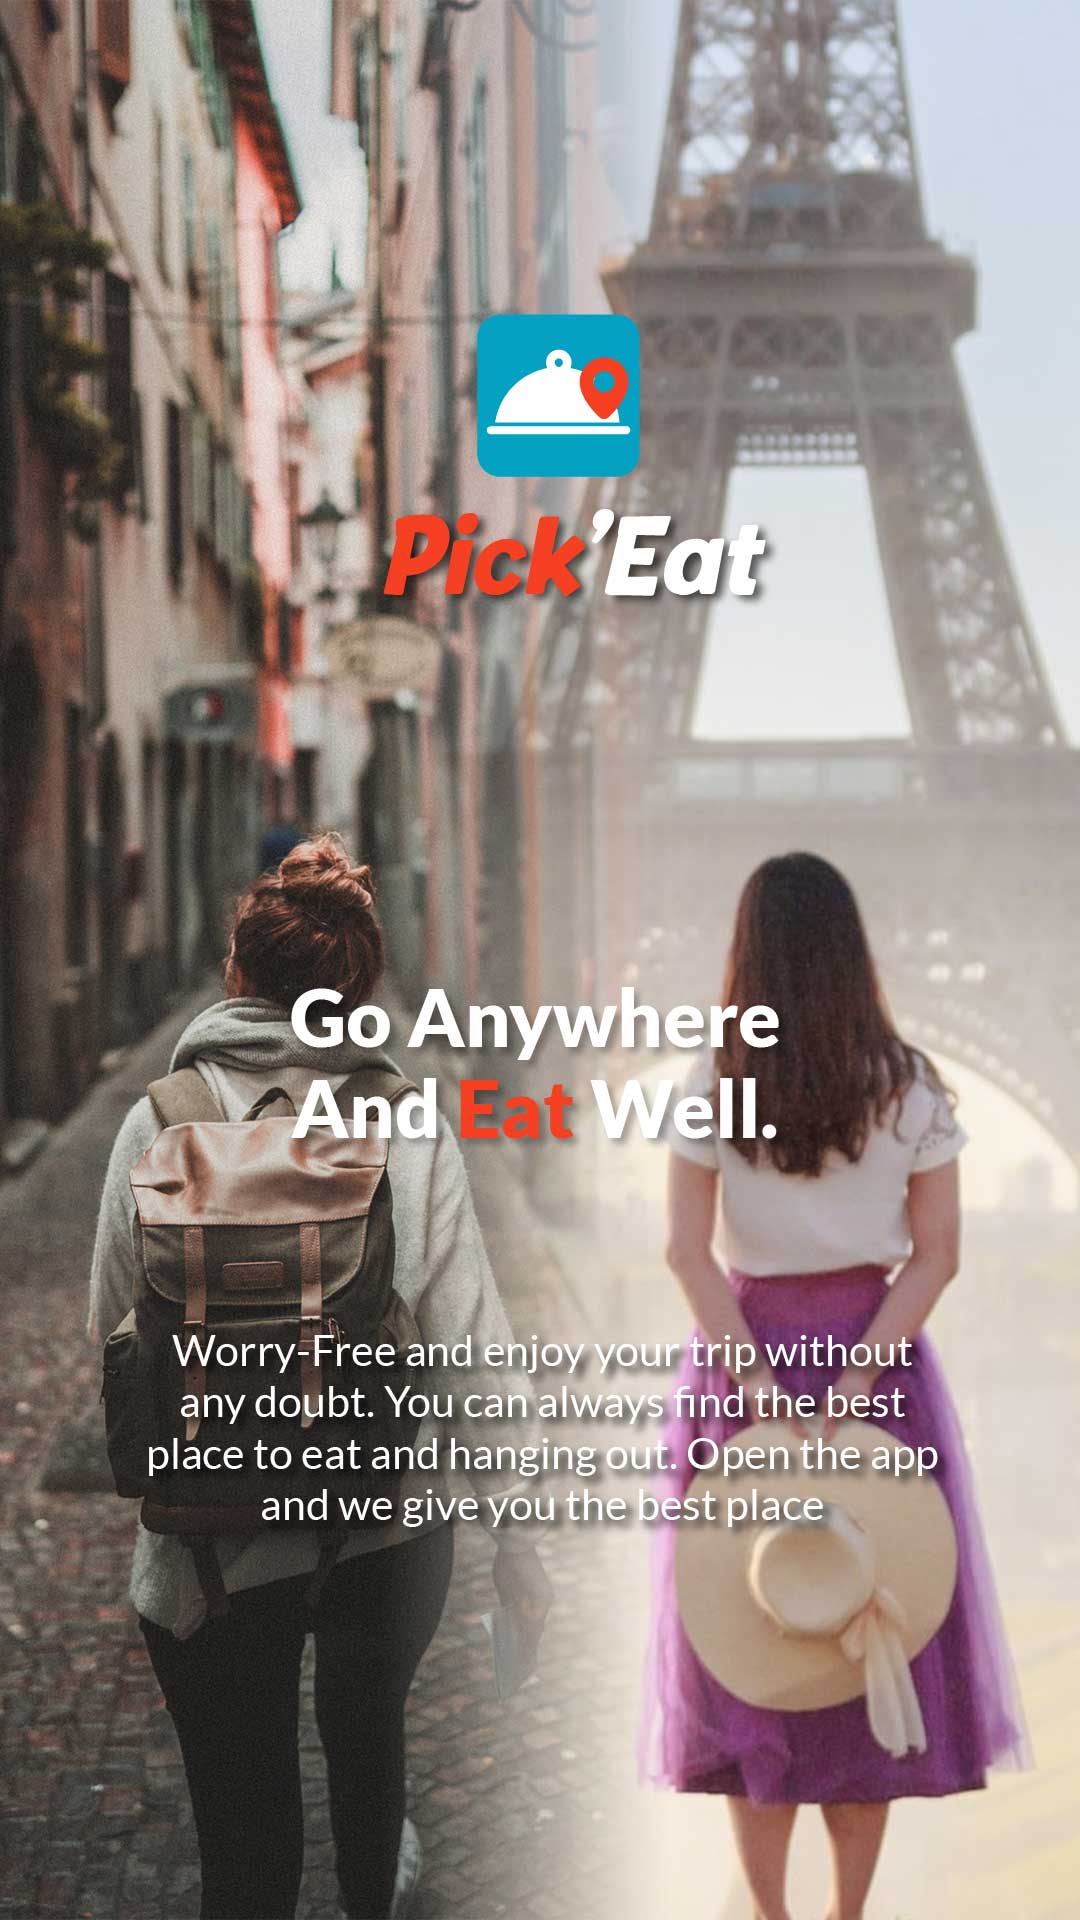 Pick'Eat
Go Anywhere
And Eat Well.
Worry-Free and enjoy your trip without
any doubt. You can always find the best
place to eat and hanging out. Open the app
and we give you the best place